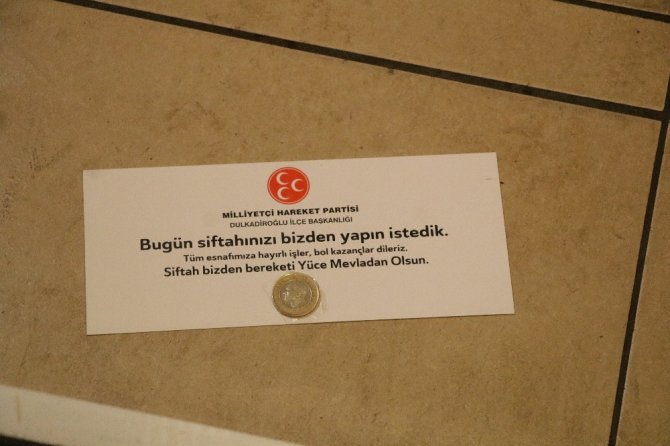 MİLLİYETÇİ HAREKET PARTİSİ
DULKADİROĞLU İLÇE BAŞKANLIĞI
Bugün siftahınızı bizden yapın istedik.
Tüm esnafımıza hayırlı işler, bol kazançlar dileriz.
Siftah bizden bereketi Yüce Mevladan Olsun.